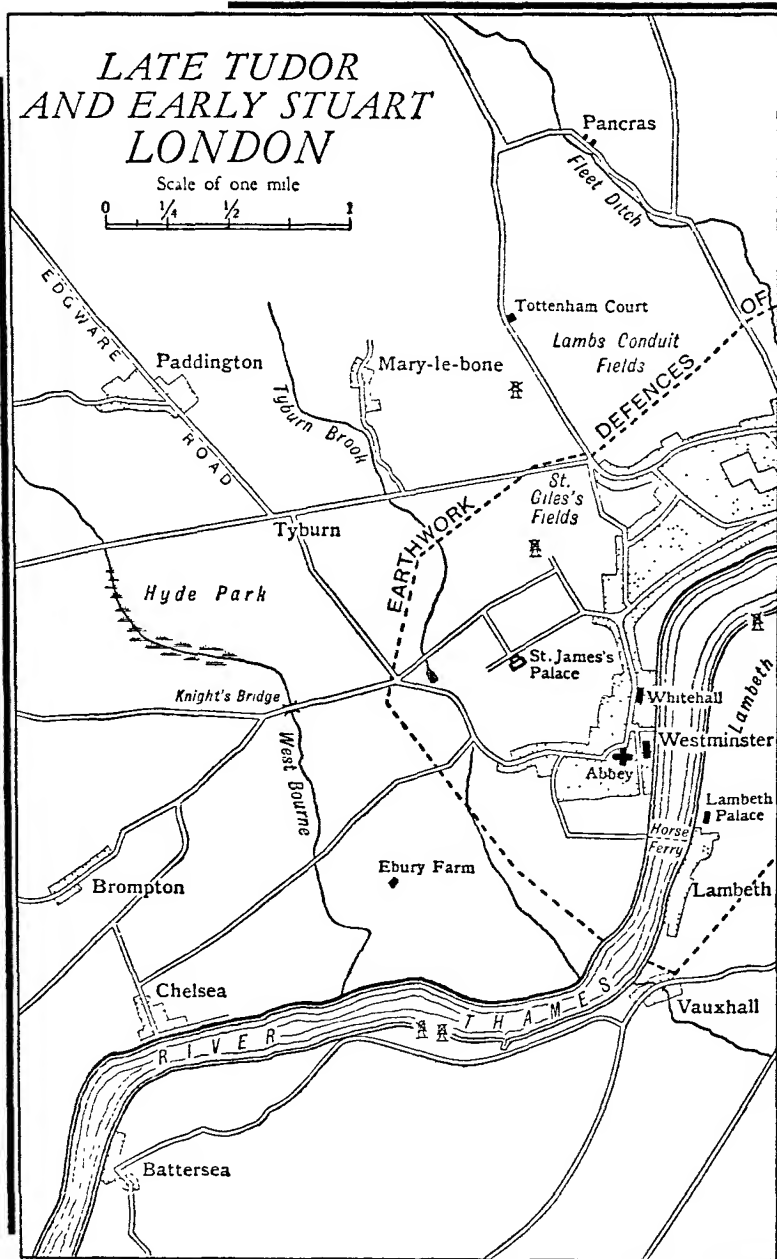 LATE TUDOR
AND EARLY STUART
LONDON
Scale of one mile
0 1/4 1/2 1
Pancras
Fleet Ditch
EDGWARE ROAD
Tottenham Court
Lambs Conduit
Fields
Paddington
Mary-le-bone
Tyburn Brook
EARTHWORK DEFENCES OF
St.
Giles's
Fields
Tyburn
Hyde Park
St. James's
Palace
Knight's Bridge
Whitehall
Lambeth
West Bourne
Westminster
Abbey
Lambeth
Palace
Horse
Ferry
Ebury Farm
Brompton
Lambeth
Chelsea
Vauxhall
RIVER THAMES
Battersea